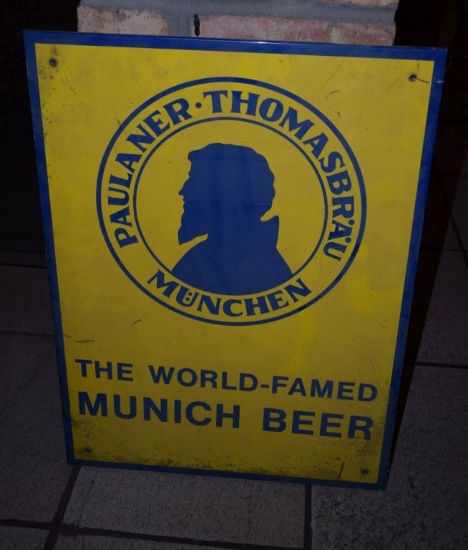 PAULANER·THOMASBRÄU
MÜNCHEN
THE WORLD-FAMED
MUNICH BEER